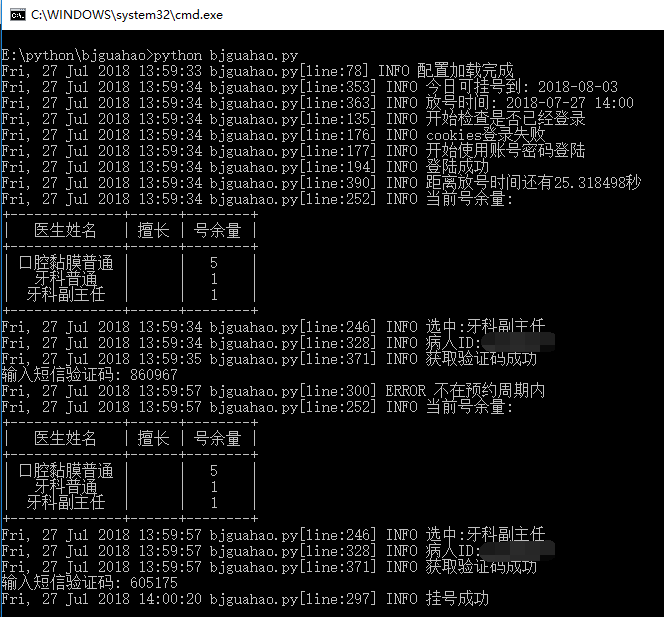 C:\WINDOWS\system32\cmd.exe
E:\python\bjguahao>python bjguahao.py
Fri, 27 Jul 2018 13:59:33 bjguahao.py[line:78] INFO 配置加载完成
Fri, 27 Jul 2018 13:59:34 bjguahao.py[line:353] INFO 今日可挂号到: 2018-08-03
Fri, 27 Jul 2018 13:59:34 bjguahao.py[line:363] INFO 放号时间: 2018-07-27 14:00
Fri, 27 Jul 2018 13:59:34 bjguahao.py[line:135] INFO 开始检查是否已经登录
Fri, 27 Jul 2018 13:59:34 bjguahao.py[line:176] INFO cookies登录失败
Fri, 27 Jul 2018 13:59:34 bjguahao.py[line:177] INFO 开始使用账号密码登陆
Fri, 27 Jul 2018 13:59:34 bjguahao.py[line:194] INFO 登陆成功
Fri, 27 Jul 2018 13:59:34 bjguahao.py[line:390] INFO 距离放号时间还有25.318498秒
Fri, 27 Jul 2018 13:59:34 bjguahao.py[line:252] INFO 当前号余量:
+--------------+------+--------+
| 医生姓名 | 擅长 | 号余量 |
+--------------+------+--------+
| 口腔黏膜普通 | | 5 |
| 牙科普通 | | 1 |
| 牙科副主任 | | 1 |
+--------------+------+--------+
Fri, 27 Jul 2018 13:59:34 bjguahao.py[line:246] INFO 选中:牙科副主任
Fri, 27 Jul 2018 13:59:34 bjguahao.py[line:328] INFO 病人ID:
Fri, 27 Jul 2018 13:59:35 bjguahao.py[line:371] INFO 获取验证码成功
输入短信验证码: 860967
Fri, 27 Jul 2018 13:59:57 bjguahao.py[line:300] ERROR 不在预约周期内
Fri, 27 Jul 2018 13:59:57 bjguahao.py[line:252] INFO 当前号余量:
+--------------+------+--------+
| 医生姓名 | 擅长 | 号余量 |
+--------------+------+--------+
| 口腔黏膜普通 | | 5 |
| 牙科普通 | | 1 |
| 牙科副主任 | | 1 |
+--------------+------+--------+
Fri, 27 Jul 2018 13:59:57 bjguahao.py[line:246] INFO 选中:牙科副主任
Fri, 27 Jul 2018 13:59:57 bjguahao.py[line:328] INFO 病人ID:
Fri, 27 Jul 2018 13:59:57 bjguahao.py[line:371] INFO 获取验证码成功
输入短信验证码: 605175
Fri, 27 Jul 2018 14:00:20 bjguahao.py[line:297] INFO 挂号成功